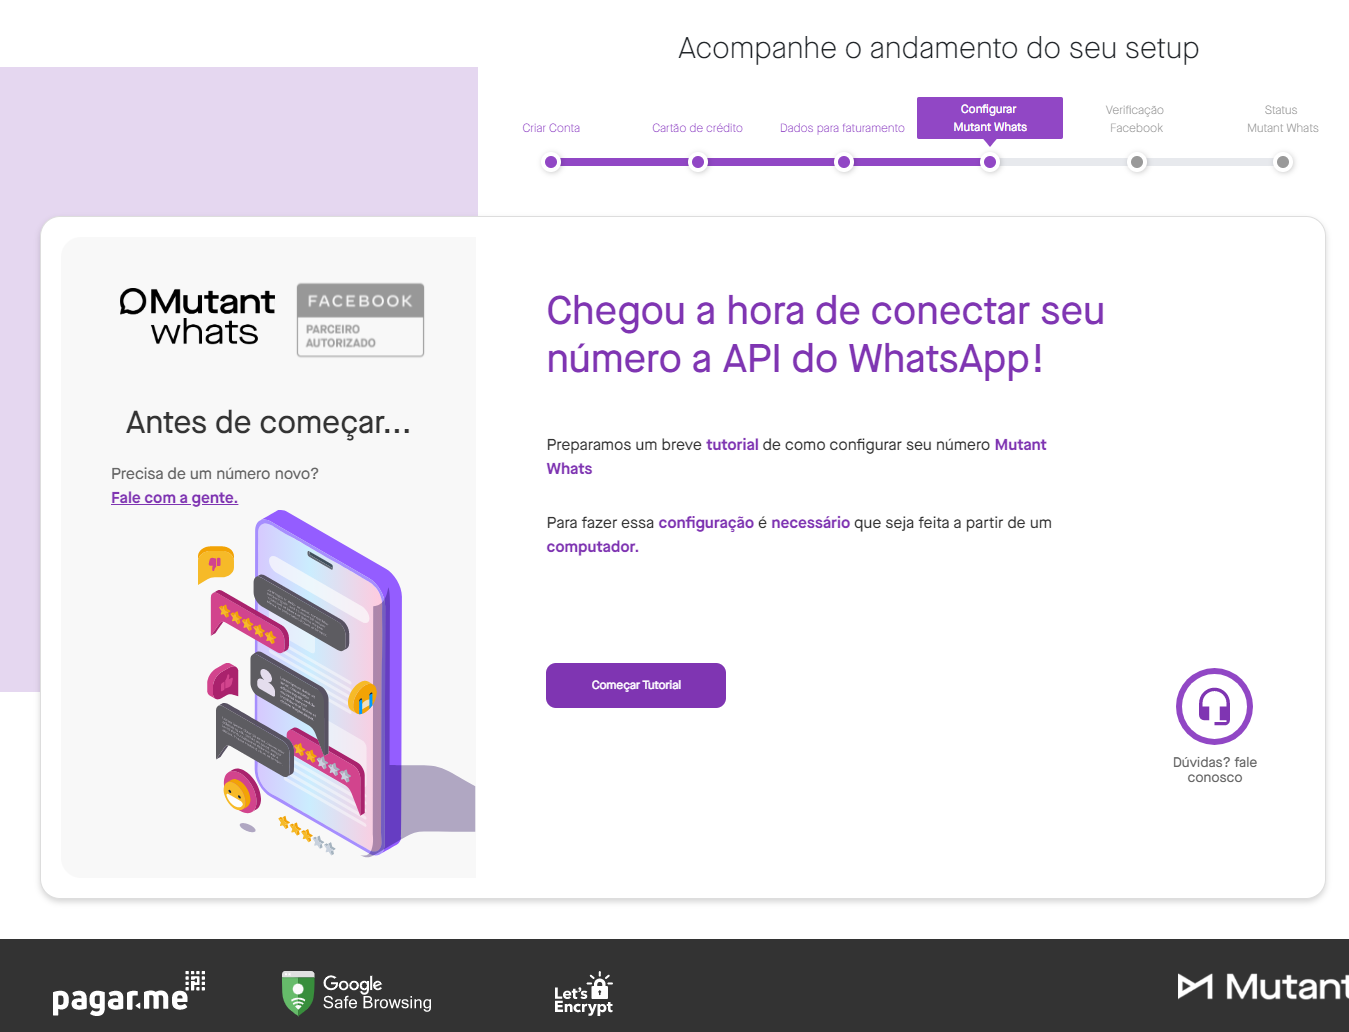 Acompanhe o andamento do seu setup
Criar Conta
Cartão de crédito
Dados para faturamento
Configurar
Mutant Whats
Verificação
Facebook
Status
Mutant Whats
Mutant
whats
FACEBOOK
PARCEIRO
AUTORIZADO
Antes de começar...
Precisa de um número novo?
Fale com a gente.
Chegou a hora de conectar seu
número a API do WhatsApp!
Preparamos um breve tutorial de como configurar seu número Mutant
Whats
Para fazer essa configuração é necessário que seja feita a partir de um
computador.
Começar Tutorial
Dúvidas? fale
conosco
pagar.me
Google
Safe Browsing
Let's
Encrypt
Mutant